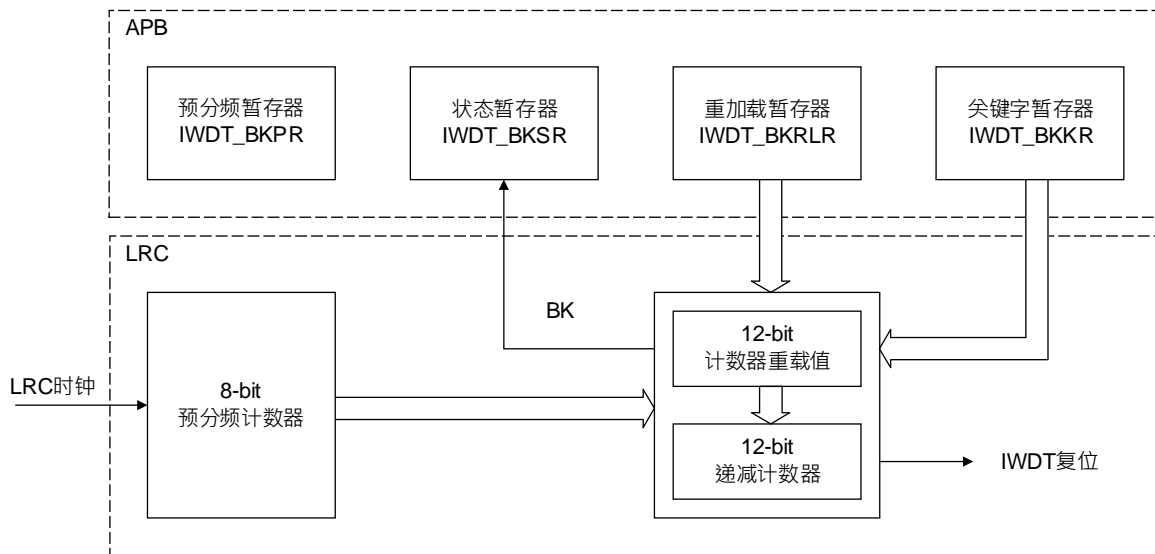 APB
预分频暂存器
IWDT_BKPR
状态暂存器
IWDT_BKSR
重加载暂存器
IWDT_BKRLR
关键字暂存器
IWDT_BKKR
LRC
BK
12-bit
计数器重载值
LRC时钟
8-bit
预分频计数器
12-bit
递减计数器
IWDT复位